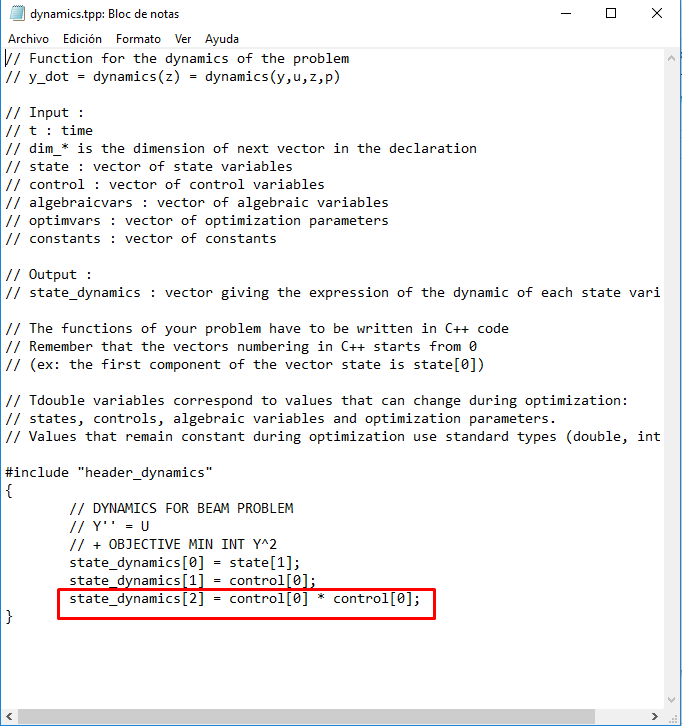 dynamics.tpp: Bloc de notas
Archivo Edición Formato Ver Ayuda
// Function for the dynamics of the problem
// y_dot = dynamics(z) = dynamics(y,u,z,p)
// Input :
// t : time
// dim_* is the dimension of next vector in the declaration
// state : vector of state variables
// control : vector of control variables
// algebraicvars : vector of algebraic variables
// optimvars : vector of optimization parameters
// constants : vector of constants
// Output :
// state_dynamics : vector giving the expression of the dynamic of each state vari
// The functions of your problem have to be written in C++ code
// Remember that the vectors numbering in C++ starts from 0
// (ex: the first component of the vector state is state[0])
// Tdouble variables correspond to values that can change during optimization:
// states, controls, algebraic variables and optimization parameters.
// Values that remain constant during optimization use standard types (double, int
#include "header_dynamics"
{
// DYNAMICS FOR BEAM PROBLEM
// Y'' = U
// + OBJECTIVE MIN INT Y^2
state_dynamics[0] = state[1];
state_dynamics[1] = control[0];
state_dynamics[2] = control[0] * control[0];
}